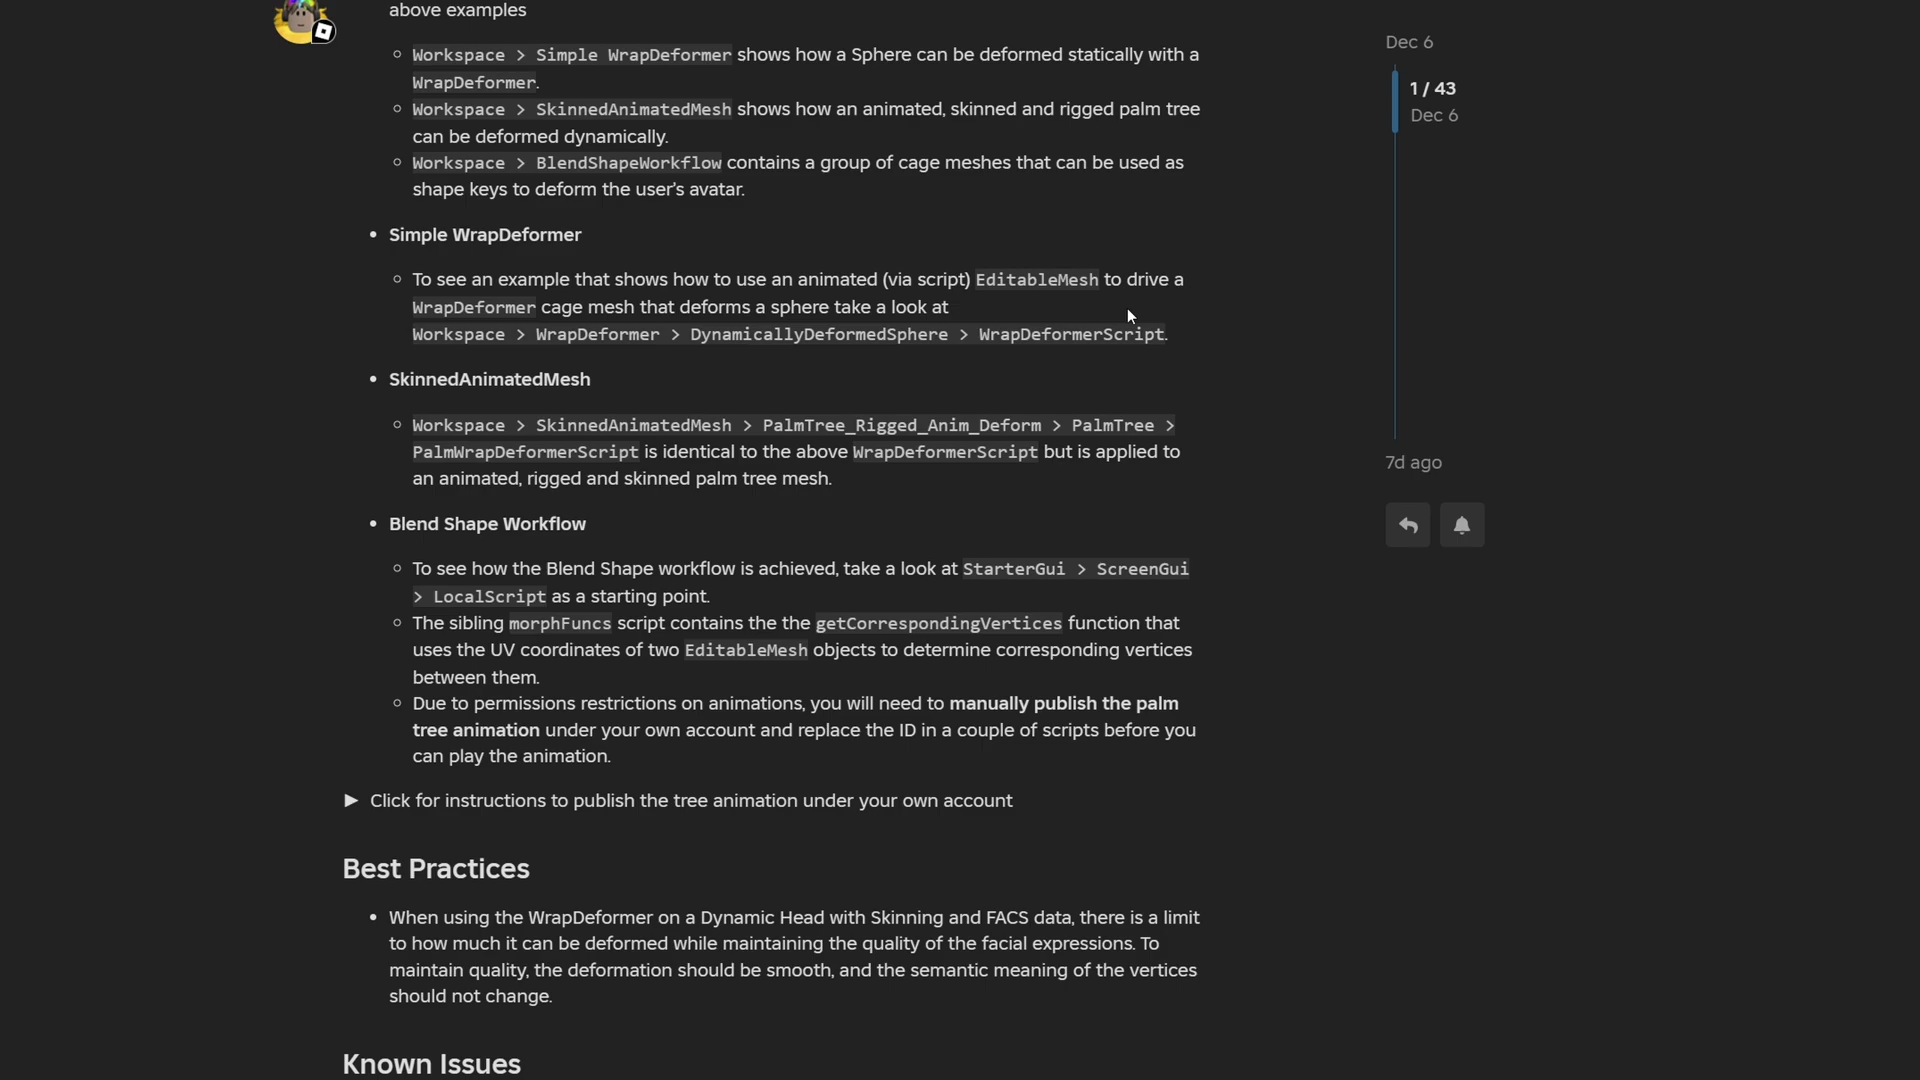 above examples
Workspace > Simple WrapDeformer shows how a Sphere can be deformed statically with a
WrapDeformer.
Workspace > SkinnedAnimatedMesh shows how an animated, skinned and rigged palm tree
can be deformed dynamically.
Workspace > BlendShapeWorkflow contains a group of cage meshes that can be used as
shape keys to deform the user's avatar.
Simple WrapDeformer
To see an example that shows how to use an animated (via script) EditableMesh to drive a
WrapDeformer cage mesh that deforms a sphere take a look at
Workspace > WrapDeformer > DynamicallyDeformedSphere > WrapDeformerScript.
SkinnedAnimatedMesh
Workspace > SkinnedAnimatedMesh > PalmTree_Rigged_Anim_Deform > PalmTree >
PalmWrapDeformerScript is identical to the above WrapDeformerScript but is applied to
an animated, rigged and skinned palm tree mesh.
Blend Shape Workflow
To see how the Blend Shape workflow is achieved, take a look at StarterGui > ScreenGui
> LocalScript as a starting point.
The sibling morphFuncs script contains the the getCorrespondingVertices function that
uses the UV coordinates of two EditableMesh objects to determine corresponding vertices
between them.
Due to permissions restrictions on animations, you will need to manually publish the palm
tree animation under your own account and replace the ID in a couple of scripts before you
can play the animation.
Click for instructions to publish the tree animation under your own account
Best Practices
When using the WrapDeformer on a Dynamic Head with Skinning and FACS data, there is a limit
to how much it can be deformed while maintaining the quality of the facial expressions. To
maintain quality, the deformation should be smooth, and the semantic meaning of the vertices
should not change.
Known Issues
Dec 6
1 / 43
Dec 6
7d ago